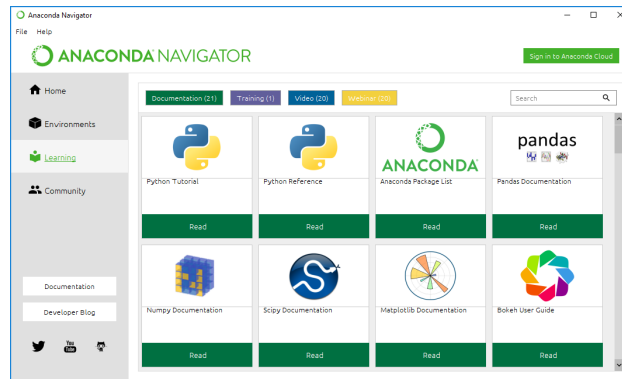 Anaconda Navigator
File Help
ANACONDA NAVIGATOR
Sign in to Anaconda Cloud
Home
Environments
Learning
Community
Documentation
Developer Blog
You
Tube
Documentation (21) Training (1) Video (20) Webinar (20) Search
ANACONDA
pandas
Python Tutorial Python Reference Anaconda Package List Pandas Documentation
Read Read Read Read
Numpy Documentation Scipy Documentation Matplotlib Documentation Bokeh User Guide
Read Read Read Read